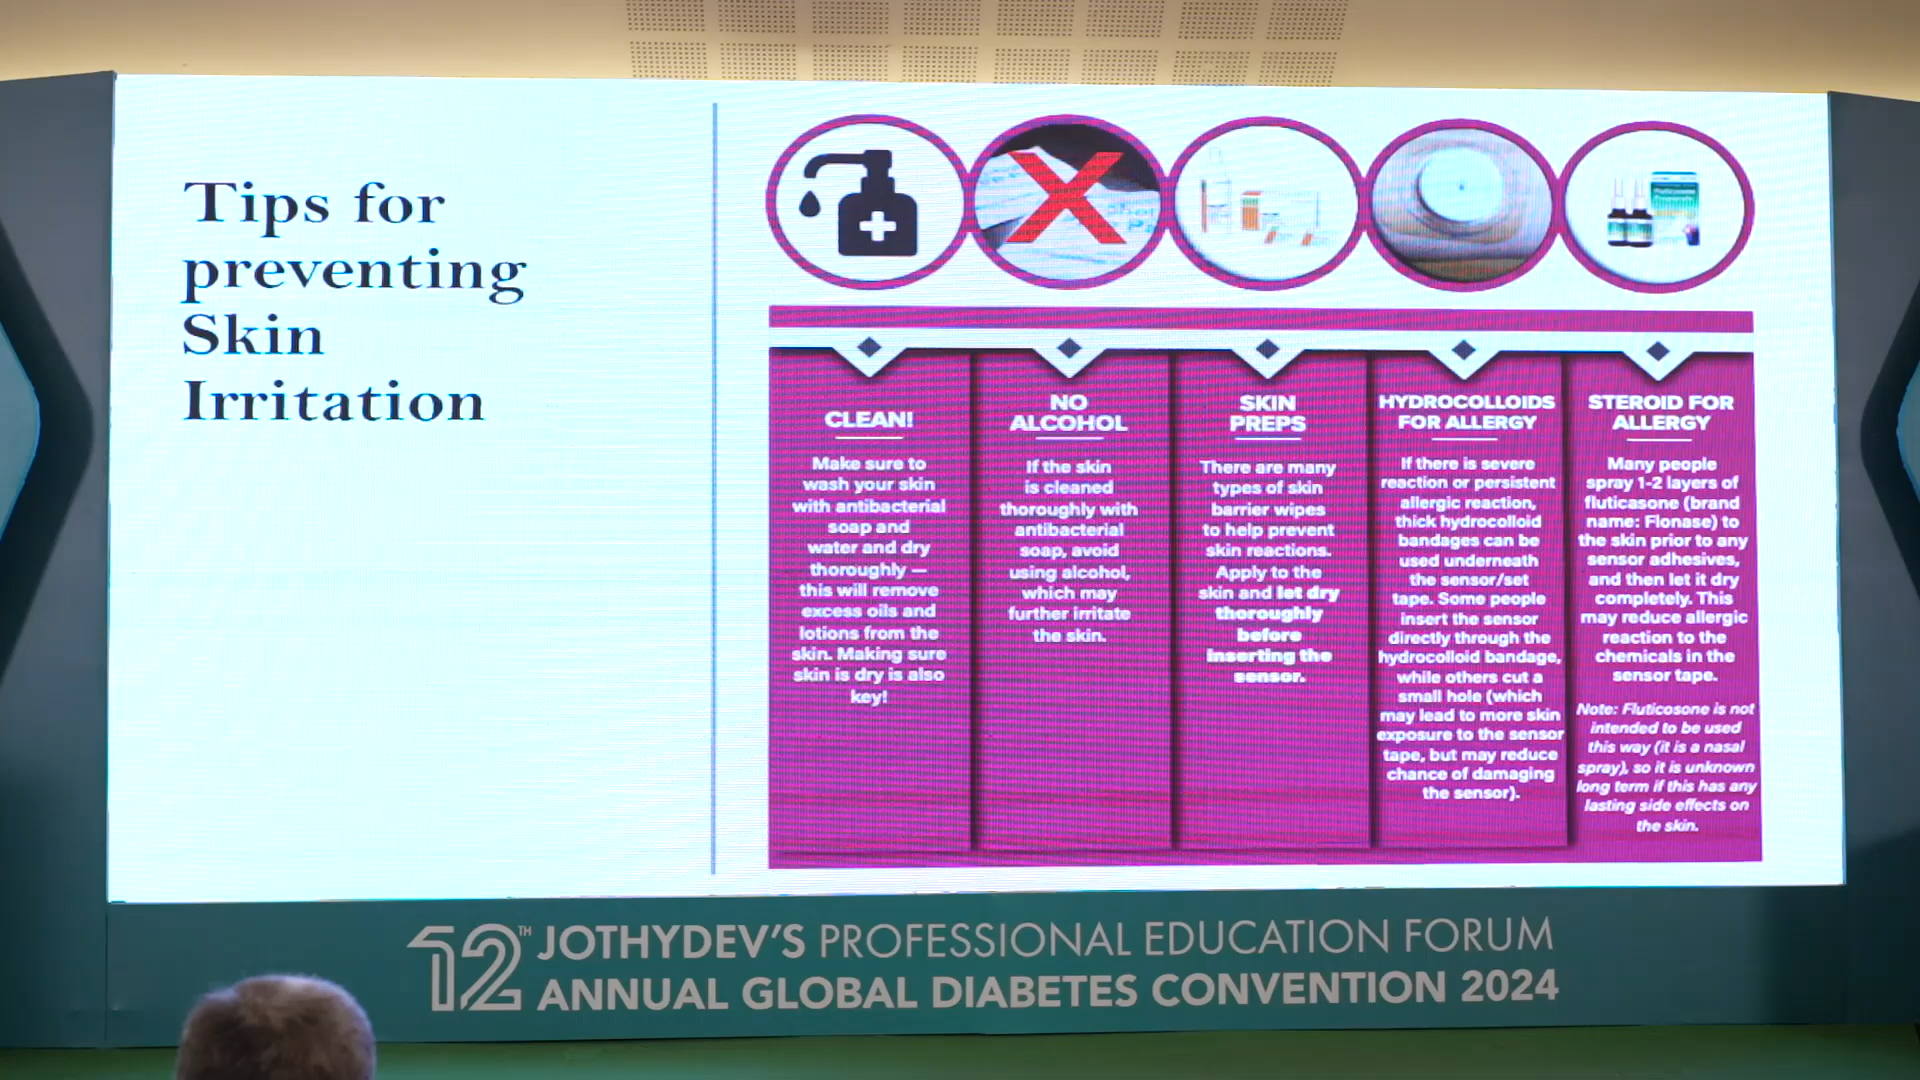 Tips for
preventing
Skin
Irritation
CLEAN!
Make sure to
wash your skin
with antibacterial
soap and
water and dry
thoroughly —
this will remove
excess oils and
lotions from the
skin. Making sure
skin is dry is also
key!
NO
ALCOHOL
If the skin
is cleaned
thoroughly with
antibacterial
soap, avoid
using alcohol,
which may
further irritate
the skin.
SKIN
PREPS
There are many
types of skin
barrier wipes
to help prevent
skin reactions.
Apply to the
skin and let dry
thoroughly
before
inserting the
sensor.
HYDROCOLLOIDS
FOR ALLERGY
If there is severe
reaction or persistent
allergic reaction,
thick hydrocolloid
bandages can be
used underneath
the sensor/set
tape. Some people
insert the sensor
directly through the
hydrocolloid bandage,
while others cut a
small hole (which
may lead to more skin
exposure to the sensor
tape, but may reduce
chance of damaging
the sensor).
STEROID FOR
ALLERGY
Many people
spray 1-2 layers of
fluticasone (brand
name: Flonase) to
the skin prior to any
sensor adhesives,
and then let it dry
completely. This
may reduce allergic
reaction to the
chemicals in the
sensor tape.
Note: Fluticosone is not
intended to be used
this way (it is a nasal
spray), so it is unknown
long term if this has any
lasting side effects on
the skin.
12TH JOTHYDEV'S PROFESSIONAL EDUCATION FORUM
ANNUAL GLOBAL DIABETES CONVENTION 2024